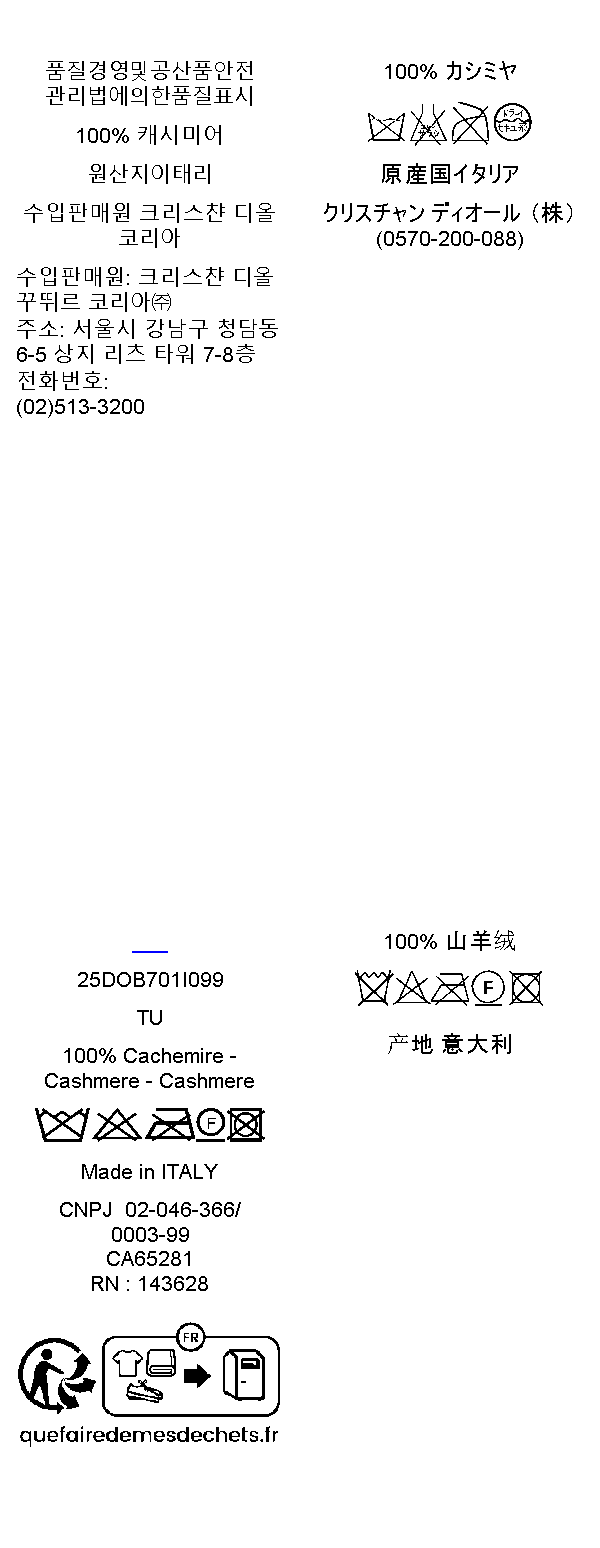 품질경영및공산품안전
관리법에의한품질표시
100% 캐시미어
원산지이태리
수입판매원 크리스챤 디올
코리아
수입판매원: 크리스챤 디올
꾸뛰르 코리아㈜
주소: 서울시 강남구 청담동
6-5 상지 리츠 타워 7-8층
전화번호:
(02)513-3200
100% カシミヤ
ドライ
セキユ系
原産国イタリア
クリスチャン ディオール（株）
(0570-200-088)
25DOB701I099
TU
100% Cachemire -
Cashmere - Cashmere
F
Made in ITALY
CNPJ 02-046-366/
0003-99
CA65281
RN : 143628
FR
quefairedemesdechets.fr
100% 山羊绒
F
产地 意大利